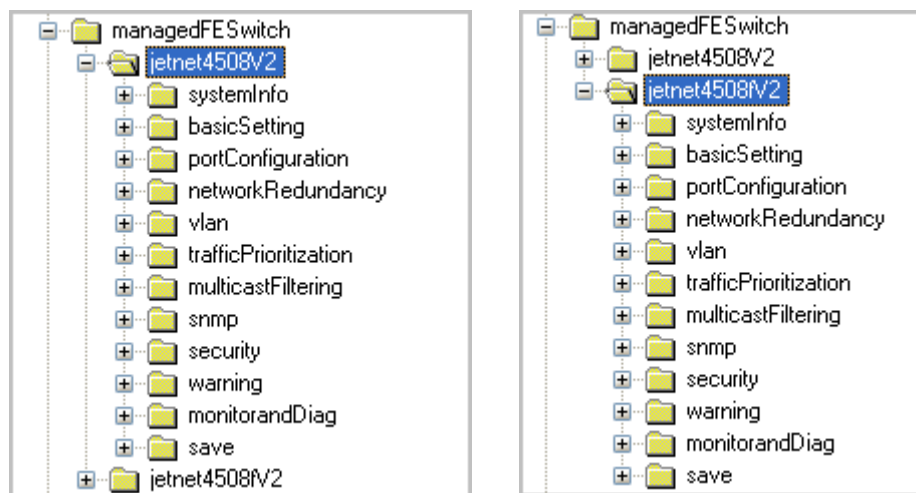 managedFESwitch
jetnet4508V2
systemInfo
basicSetting
portConfiguration
networkRedundancy
vlan
trafficPrioritization
multicastFiltering
snmp
security
warning
monitorandDiag
save
jetnet4508fV2
managedFESwitch
jetnet4508V2
jetnet4508fV2
systemInfo
basicSetting
portConfiguration
networkRedundancy
vlan
trafficPrioritization
multicastFiltering
snmp
security
warning
monitorandDiag
save